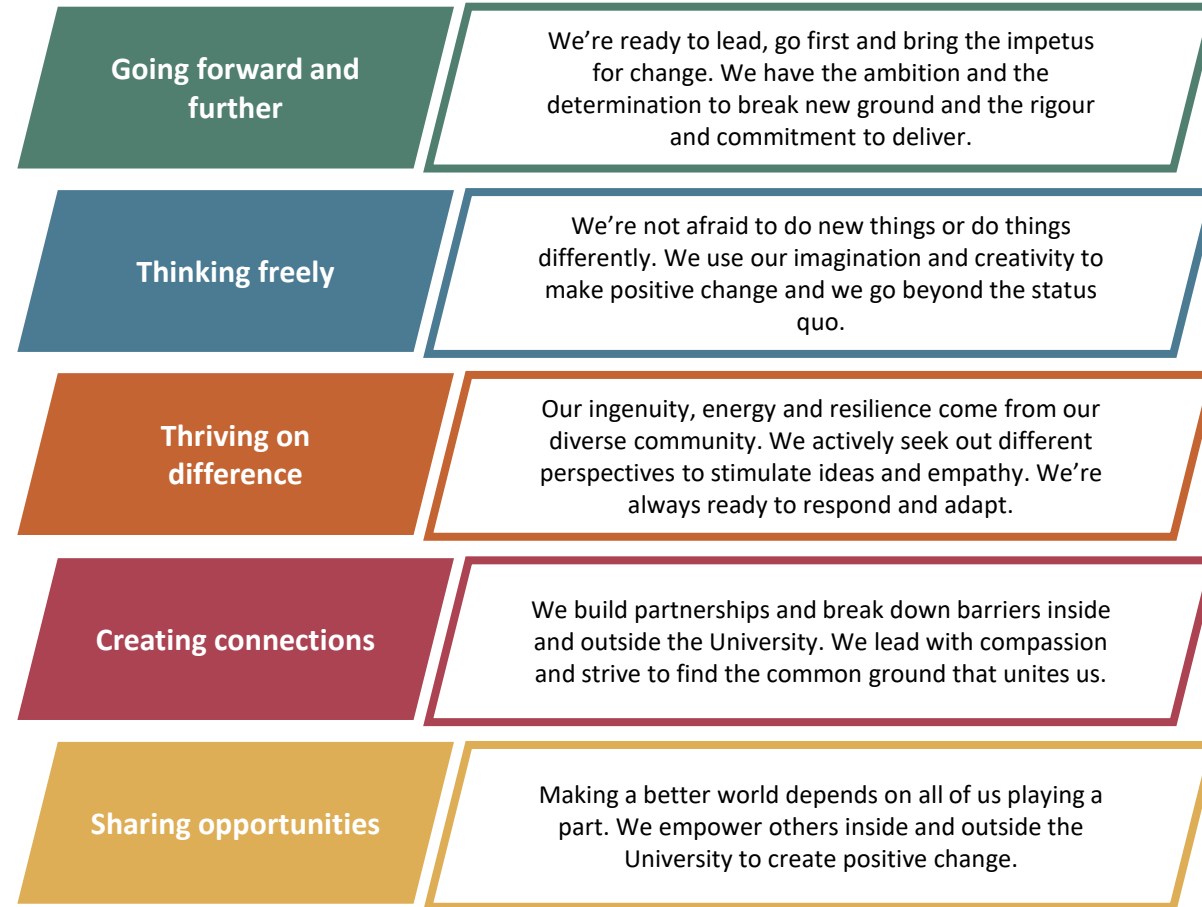 Going forward and
further
We’re ready to lead, go first and bring the impetus
for change. We have the ambition and the
determination to break new ground and the rigour
and commitment to deliver.
Thinking freely
We’re not afraid to do new things or do things
differently. We use our imagination and creativity to
make positive change and we go beyond the status
quo.
Thriving on
difference
Our ingenuity, energy and resilience come from our
diverse community. We actively seek out different
perspectives to stimulate ideas and empathy. We’re
always ready to respond and adapt.
Creating connections
We build partnerships and break down barriers inside
and outside the University. We lead with compassion
and strive to find the common ground that unites us.
Sharing opportunities
Making a better world depends on all of us playing a
part. We empower others inside and outside the
University to create positive change.